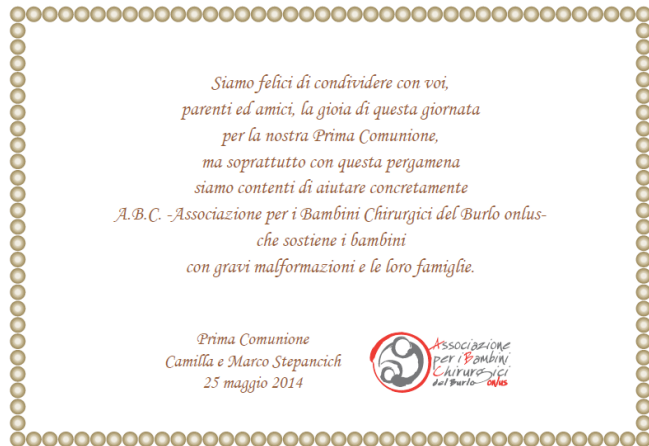 Siamo felici di condividere con voi,
parenti ed amici, la gioia di questa giornata
per la nostra Prima Comunione,
ma soprattutto con questa pergamena
siamo contenti di aiutare concretamente
A.B.C. -Associazione per i Bambini Chirurgici del Burlo onlus-
che sostiene i bambini
con gravi malformazioni e le loro famiglie.
Prima Comunione
Camilla e Marco Stepancich
25 maggio 2014
Associazione
per i Bambini
Chirurgici
del Burlo onlus